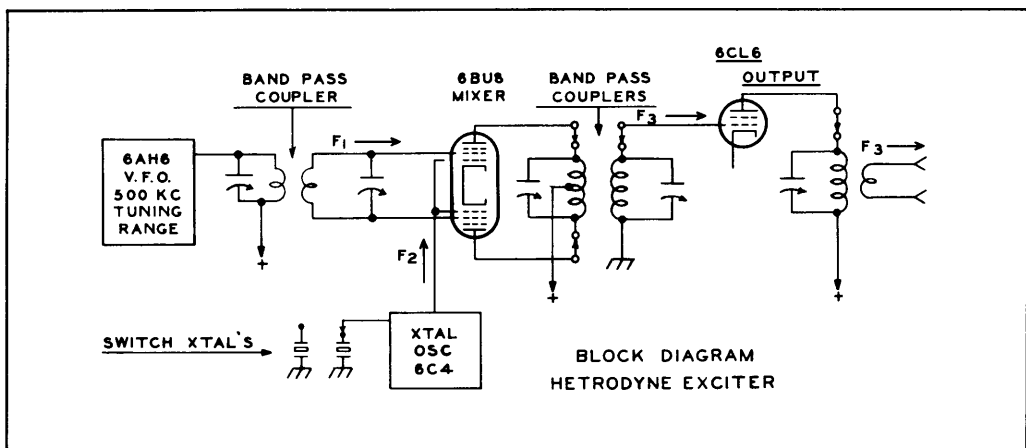 6CL6
OUTPUT
BAND PASS
COUPLER
6BU8
MIXER
BAND PASS
COUPLERS
F1
F3
6AH6
V.F.O.
500 KC
TUNING
RANGE
F3
+
F2
+
+
SWITCH XTAL'S
XTAL
OSC
6C4
BLOCK DIAGRAM
HETRODYNE EXCITER